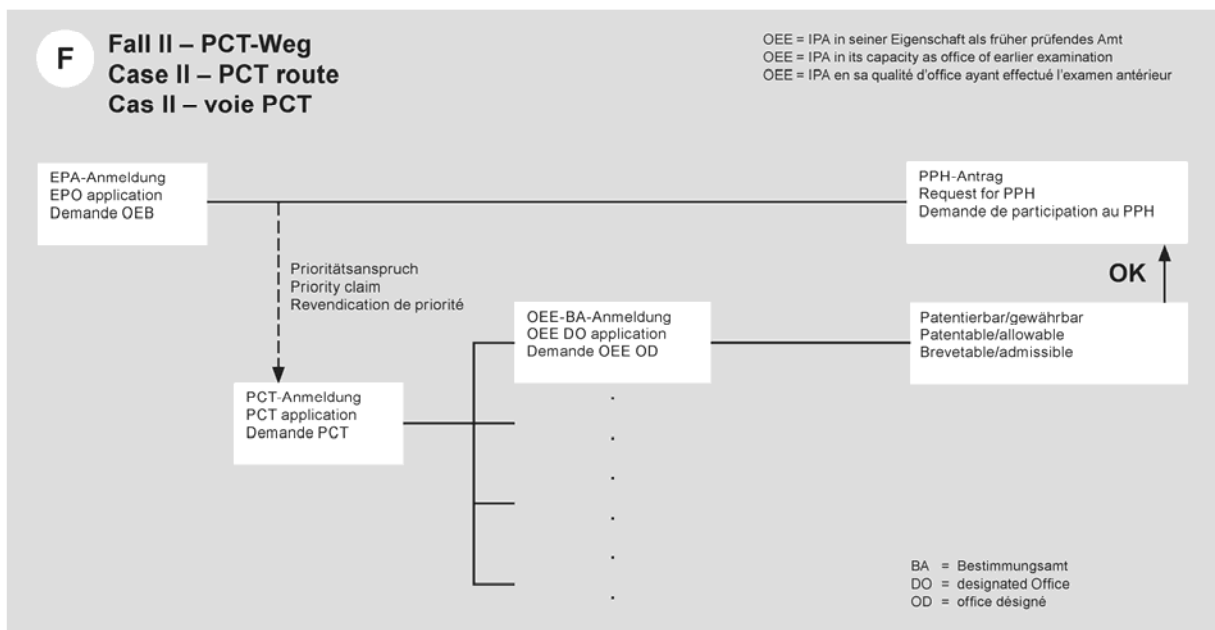 F
Fall II – PCT-Weg
Case II – PCT route
Cas II – voie PCT
OEE = IPA in seiner Eigenschaft als früher prüfendes Amt
OEE = IPA in its capacity as office of earlier examination
OEE = IPA en sa qualité d'office ayant effectué l'examen antérieur
EPA-Anmeldung
EPO application
Demande OEB
PPH-Antrag
Request for PPH
Demande de participation au PPH
Prioritätsanspruch
Priority claim
Revendication de priorité
OK
OEE-BA-Anmeldung
OEE DO application
Demande OEE OD
Patentierbar/gewährbar
Patentable/allowable
Brevetable/admissible
PCT-Anmeldung
PCT application
Demande PCT
BA = Bestimmungsamt
DO = designated Office
OD = office désigné